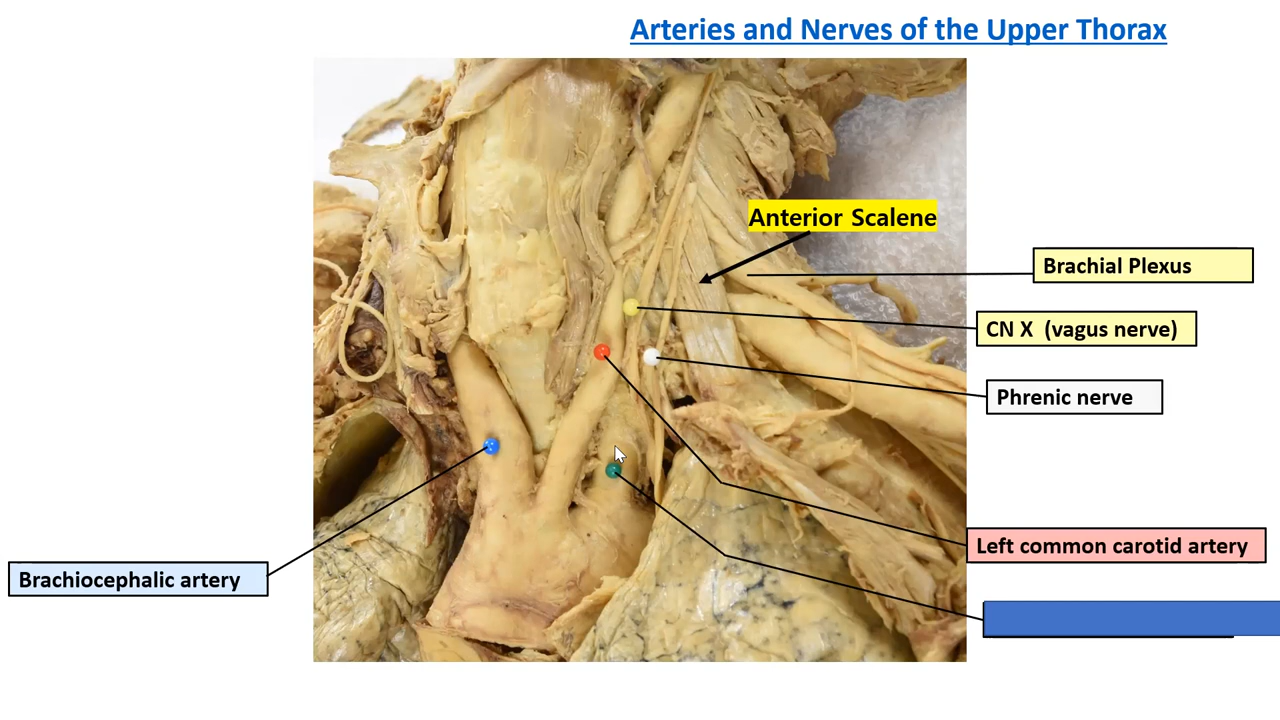 Arteries and Nerves of the Upper Thorax
Anterior Scalene
Brachial Plexus
CN X (vagus nerve)
Phrenic nerve
Left common carotid artery
Brachiocephalic artery